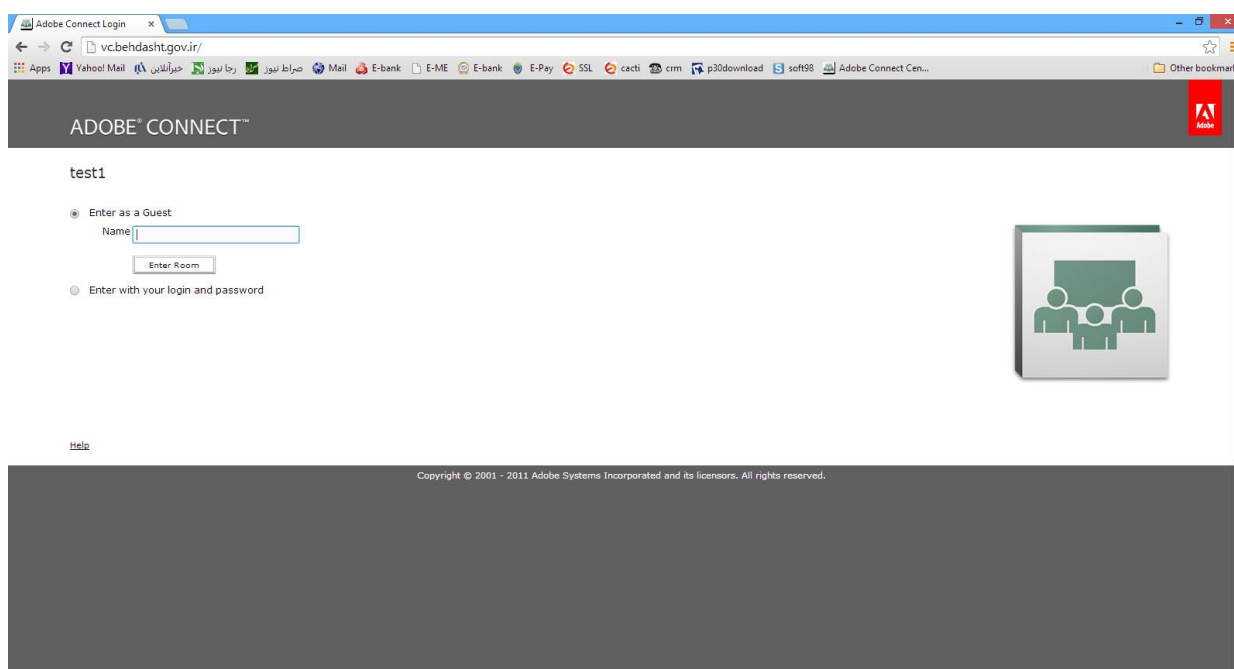 Adobe Connect Login
vc.behdasht.gov.ir/
Apps Yahoo! Mail خبرآنلاین رجا نیوز صراط نیوز Mail E-bank E-ME E-bank E-Pay SSL cacti crm p30download soft98 Adobe Connect Cen... Other bookmar
ADOBE® CONNECT™
Adobe
test1
Enter as a Guest
Name
Enter Room
Enter with your login and password
Help
Copyright © 2001 - 2011 Adobe Systems Incorporated and its licensors. All rights reserved.